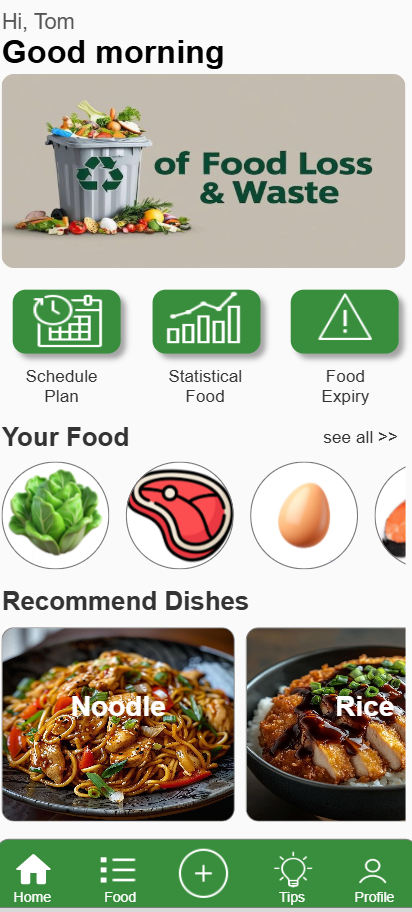 Hi, Tom
Good morning
of Food Loss
& Waste
Schedule
Plan
Statistical
Food
Food
Expiry
Your Food
see all >>
Recommend Dishes
Noodle
Rice
Home
Food
Tips
Profile